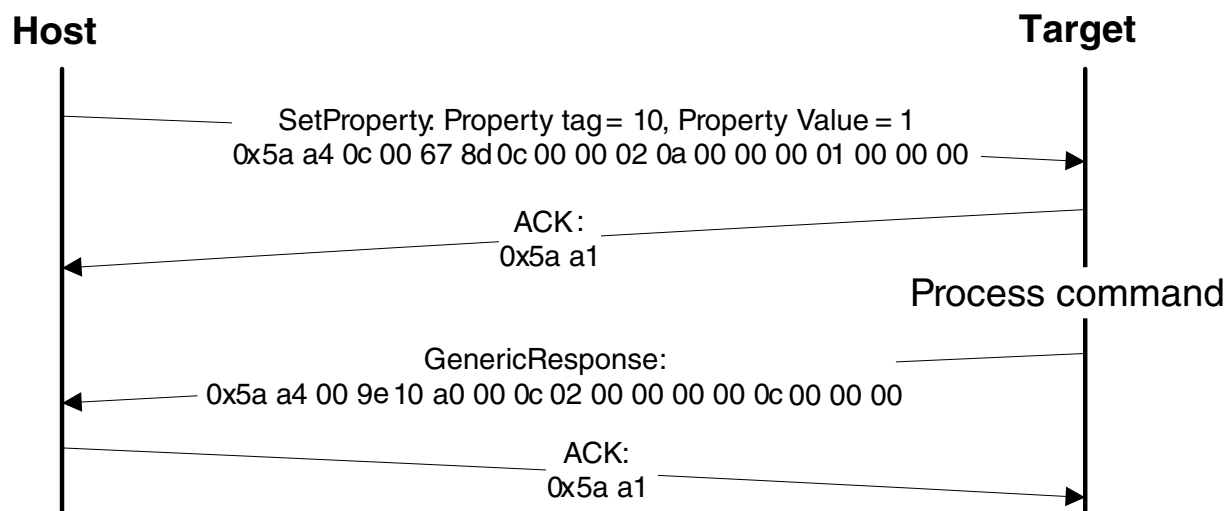 Host
Target
SetProperty: Property tag = 10, Property Value = 1
0x5a a4 0c 00 67 8d 0c 00 00 02 0a 00 00 00 01 00 00 00
ACK:
0x5a a1
Process command
GenericResponse:
0x5a a4 00 9e 10 a0 00 0c 02 00 00 00 00 0c 00 00 00
ACK:
0x5a a1